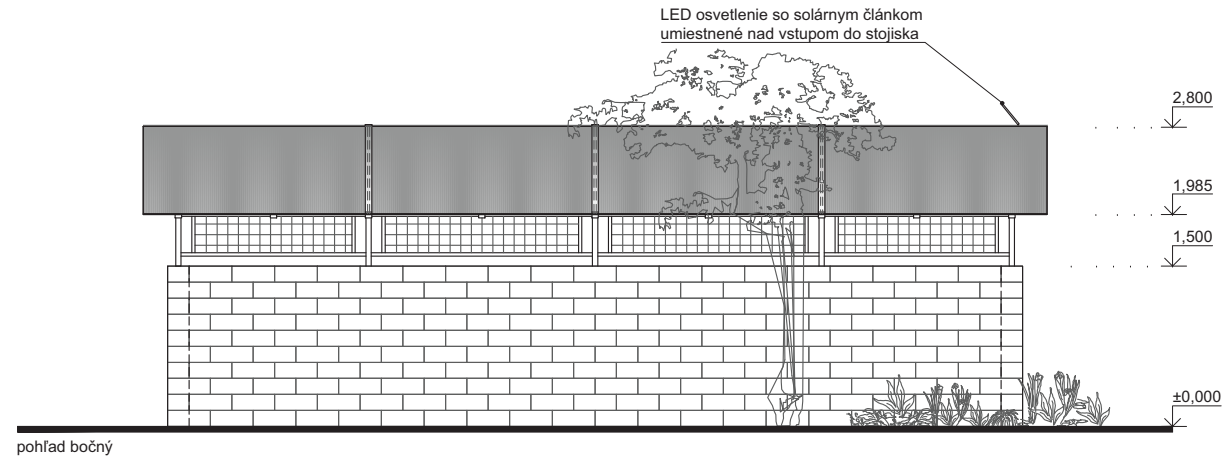 LED osvetlenie so solárnym článkom
umiestnené nad vstupom do stojiska
2,800
1,985
1,500
±0,000
pohľad bočný